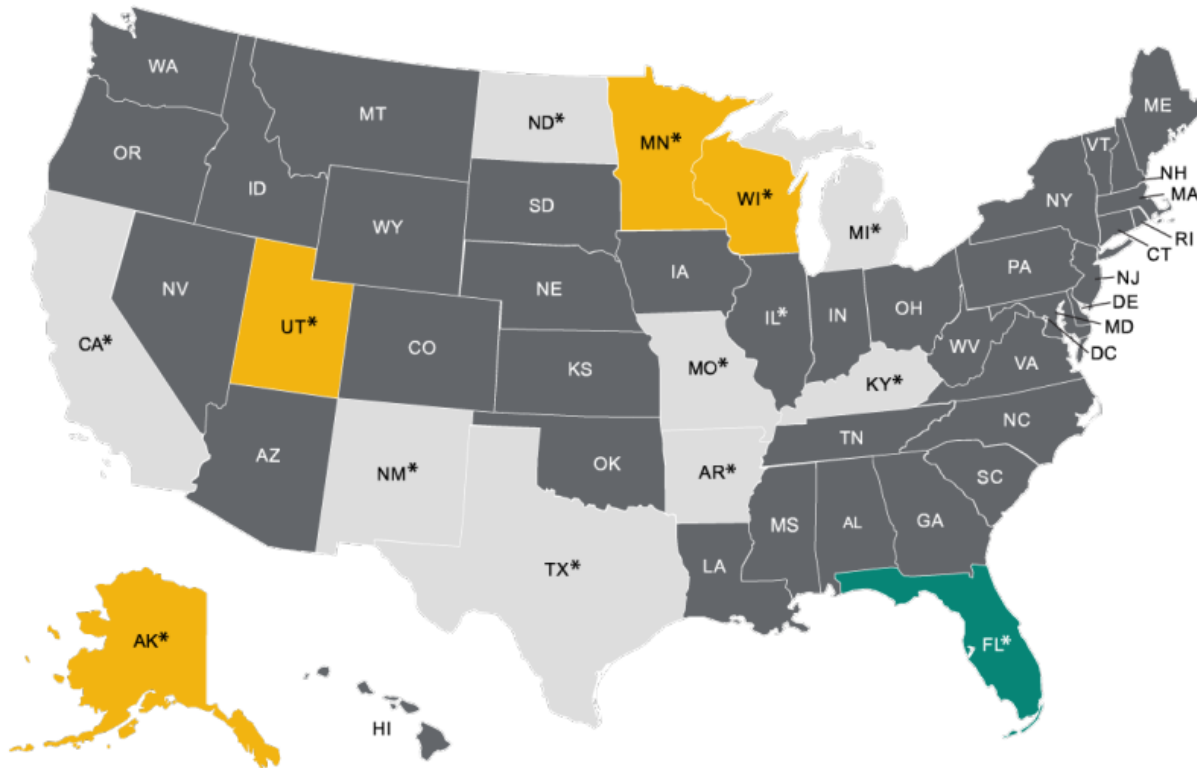 WA
MT
ND*
MN*
ME
VT
OR
ID
SD
WI*
NH
MA
NY
WY
MI*
RI
CT
IA
PA
NV
NE
NJ
DE
UT*
IL*
IN
OH
MD
CA*
CO
WV
DC
KS
MO*
VA
KY*
NC
TN
AZ
OK
NM*
AR*
SC
MS
AL
GA
TX*
LA
AK*
FL*
HI